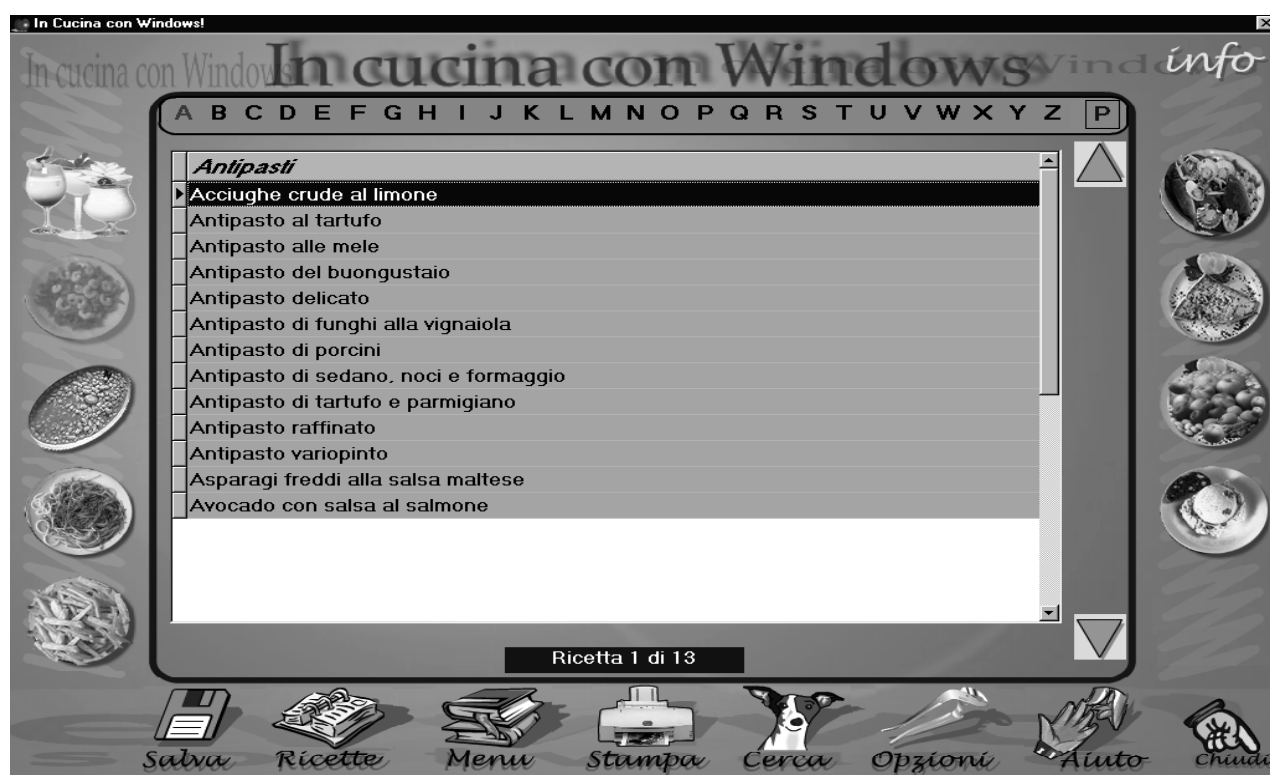 In Cucina con Windows!
In cucina con Windows
In cucina con Windows
info
A B C D E F G H I J K L M N O P Q R S T U V W X Y Z P
Antipasti
Acciughe crude al limone
Antipasto al tartufo
Antipasto alle mele
Antipasto del buongustaio
Antipasto delicato
Antipasto di funghi alla vignaiola
Antipasto di porcini
Antipasto di sedano, noci e formaggio
Antipasto di tartufo e parmigiano
Antipasto raffinato
Antipasto variopinto
Asparagi freddi alla salsa maltese
Avocado con salsa al salmone
Ricetta 1 di 13
Salva Ricette Menu Stampa Cerca Opzioni Aiuto Chiudi